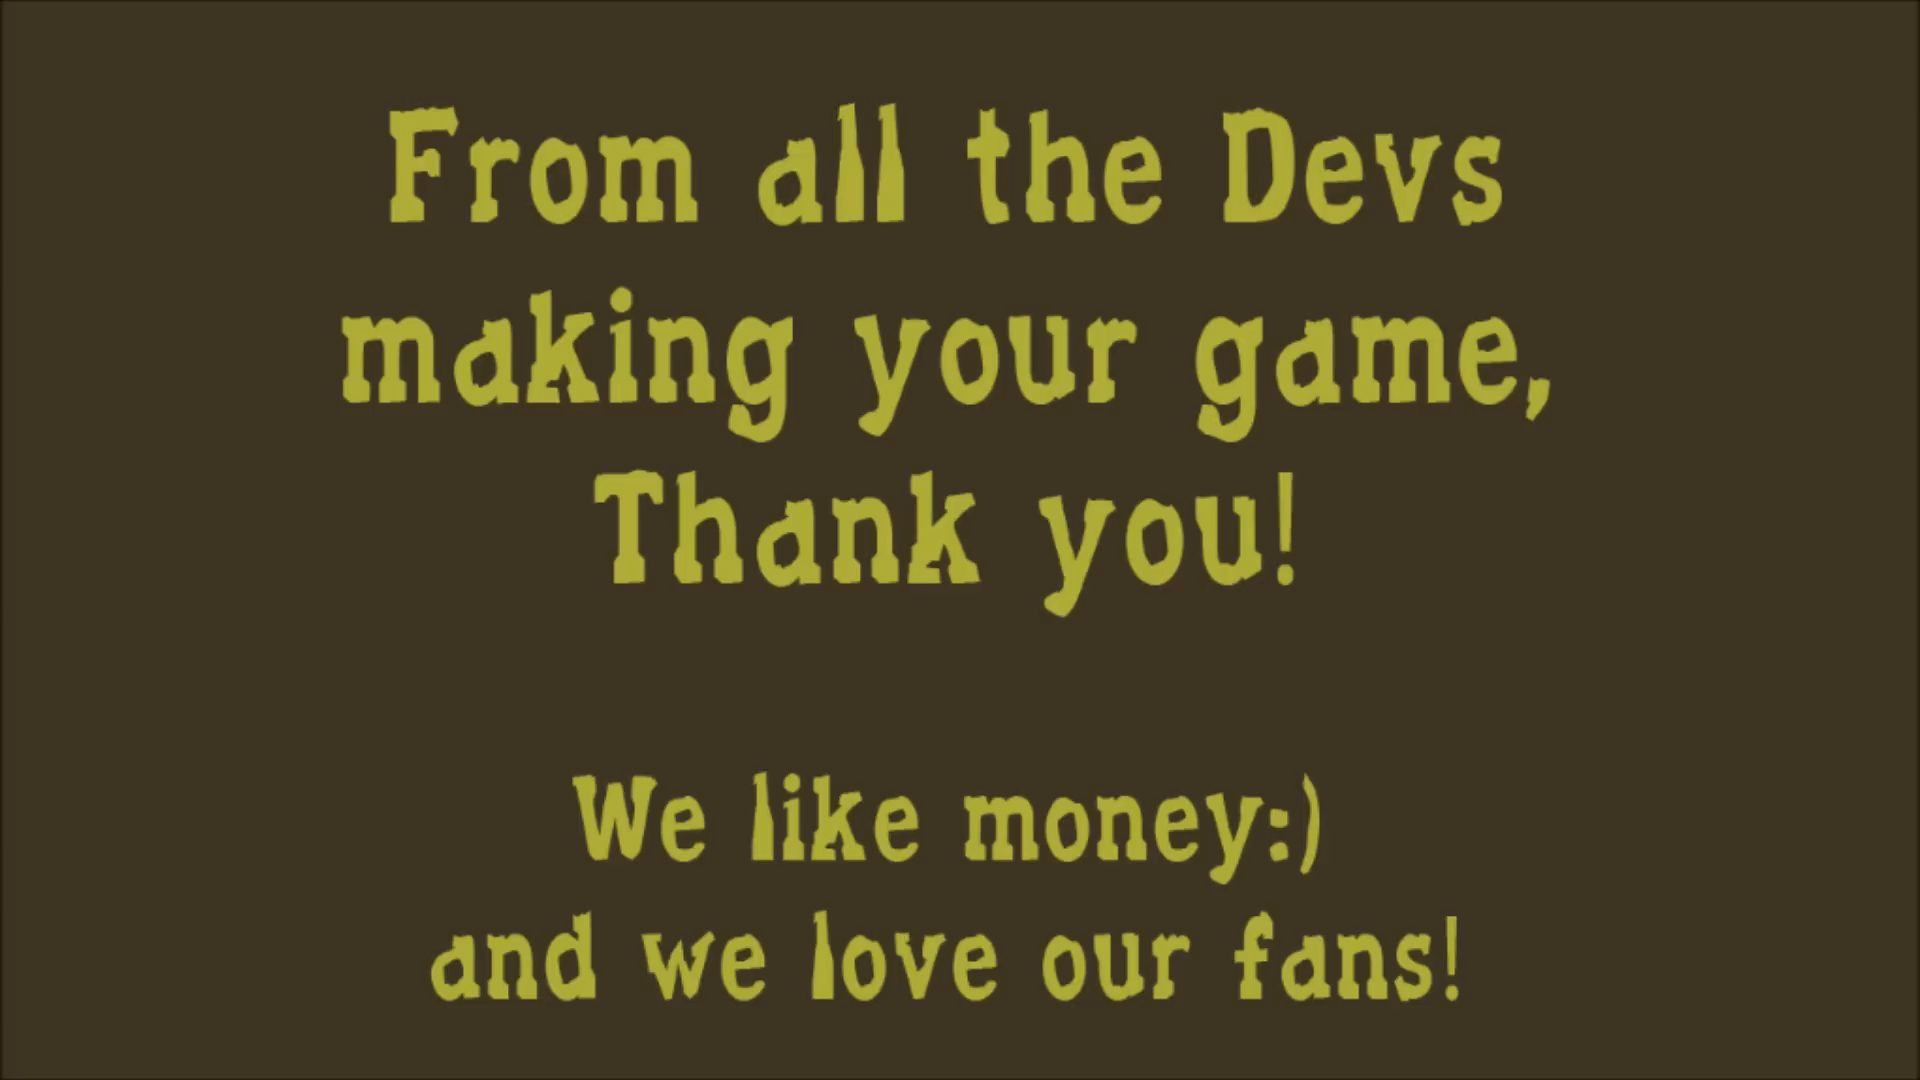 From all the Devs
making your game,
Thank you!
We like money:)
and we love our fans!